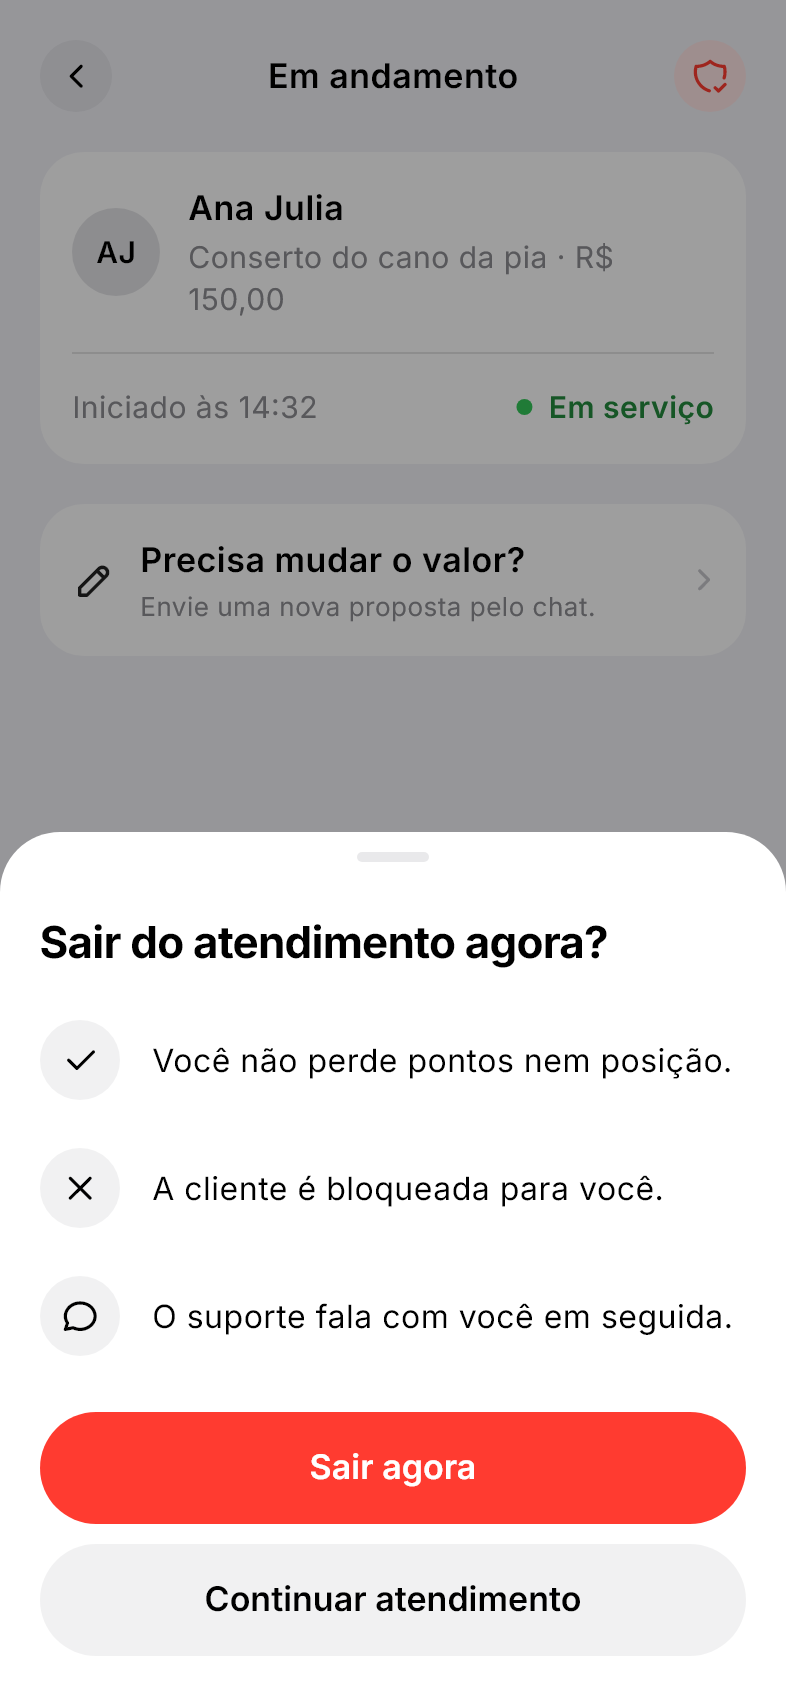 Em andamento
AJ
Ana Julia
Conserto do cano da pia · R$
150,00
Iniciado às 14:32
Em serviço
Precisa mudar o valor?
Envie uma nova proposta pelo chat.
Sair do atendimento agora?
Você não perde pontos nem posição.
A cliente é bloqueada para você.
O suporte fala com você em seguida.
Sair agora
Continuar atendimento